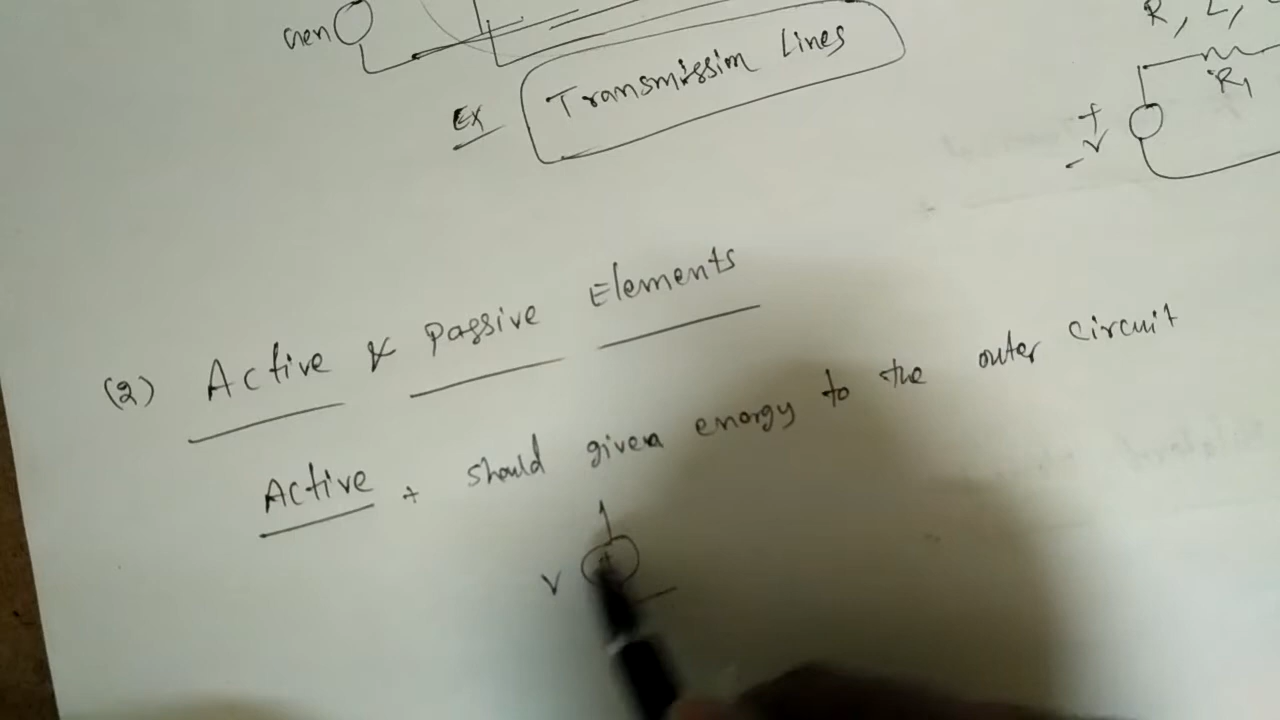 Gen
R, L,
R1
+
V
-
Ex Transmission Lines
(2) Active & Passive Elements
Active → should given energy to the outer circuit
V